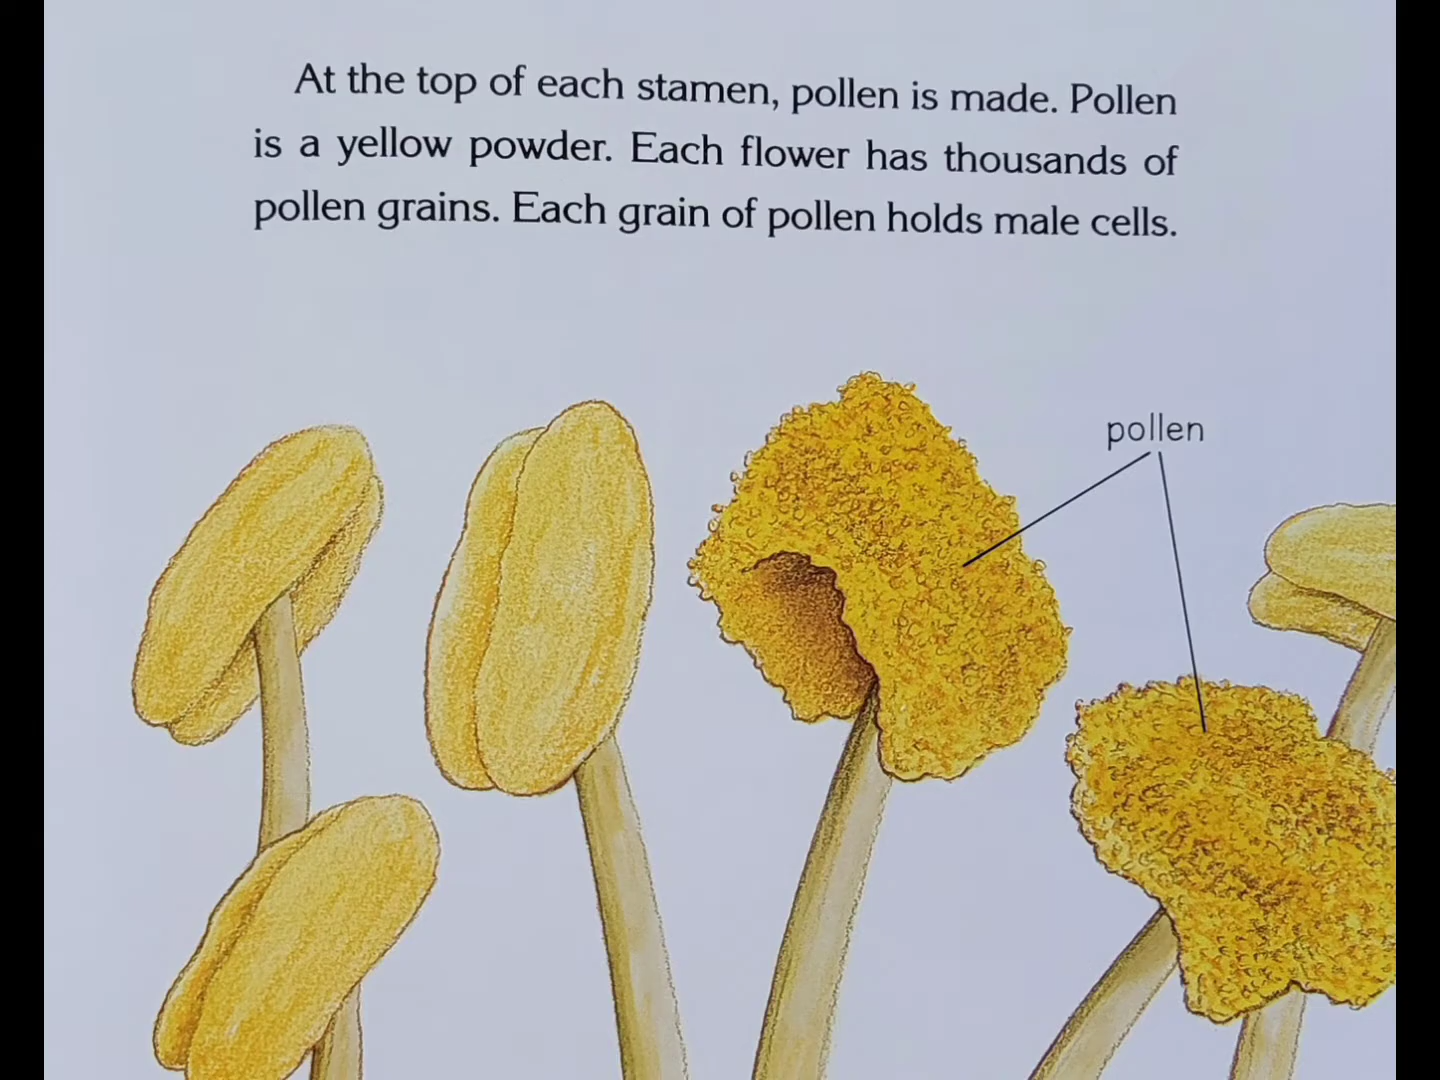 At the top of each stamen, pollen is made. Pollen
is a yellow powder. Each flower has thousands of
pollen grains. Each grain of pollen holds male cells.
pollen